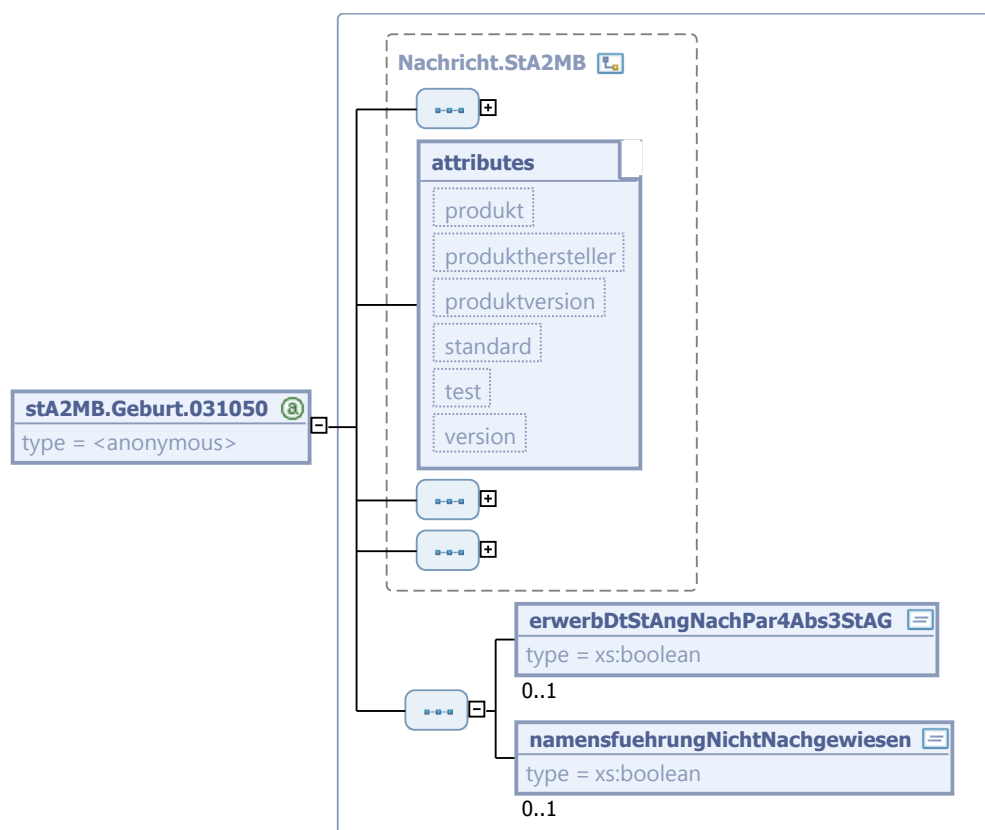 Nachricht.StA2MB
attributes
produkt
produkthersteller
produktversion
standard
test
version
stA2MB.Geburt.031050 a
type = <anonymous>
erwerbDtStAngNachPar4Abs3StAG
type = xs:boolean
0..1
namensfuehrungNichtNachgewiesen
type = xs:boolean
0..1